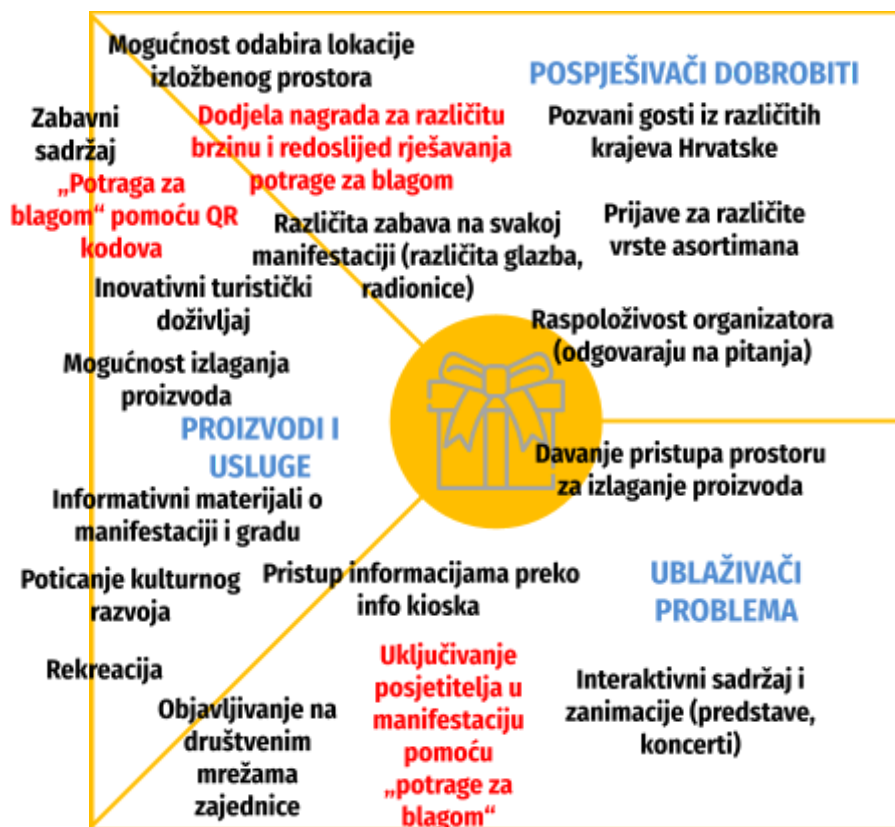 Mogućnost odabira lokacije
izložbenog prostora
POSPJEŠIVAČI DOBROBITI
Zabavni
sadržaj
Dodjela nagrada za različitu
brzinu i redoslijed rješavanja
potrage za blagom
Pozvani gosti iz različitih
krajeva Hrvatske
„Potraga za
blagom“ pomoću QR
kodova
Različita zabava na svakoj
manifestaciji (različita glazba,
radionice)
Prijave za različite
vrste asortimana
Inovativni turistički
doživljaj
Raspoloživost organizatora
(odgovaraju na pitanja)
Mogućnost izlaganja
proizvoda
PROIZVODI I
USLUGE
Davanje pristupa prostoru
za izlaganje proizvoda
Informativni materijali o
manifestaciji i gradu
Poticanje kulturnog
razvoja
Pristup informacijama preko
info kioska
UBLAŽIVAČI
PROBLEMA
Rekreacija
Objavljivanje na
društvenim
mrežama
zajednice
Uključivanje
posjetitelja u
manifestaciju
pomoću
„potrage za
blagom“
Interaktivni sadržaj i
zanimacije (predstave,
koncerti)